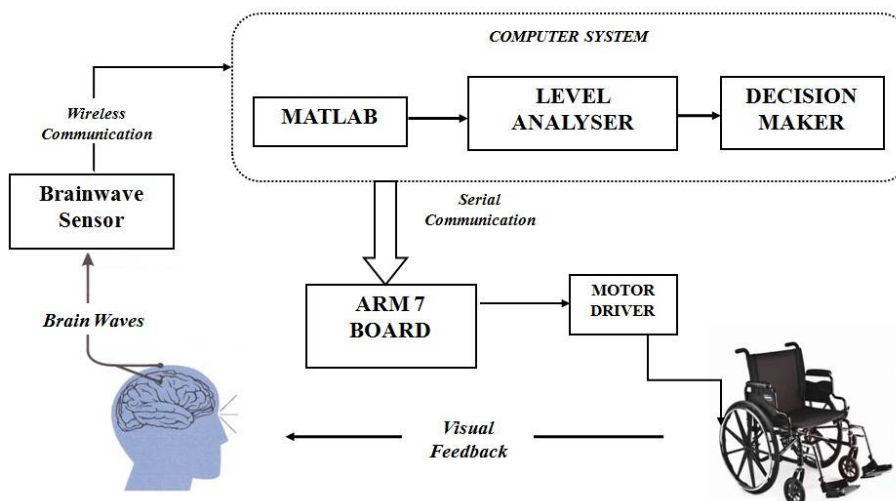 COMPUTER SYSTEM
Wireless
Communication
MATLAB
LEVEL
ANALYSER
DECISION
MAKER
Brainwave
Sensor
Serial
Communication
Brain Waves
ARM 7
BOARD
MOTOR
DRIVER
Visual
Feedback